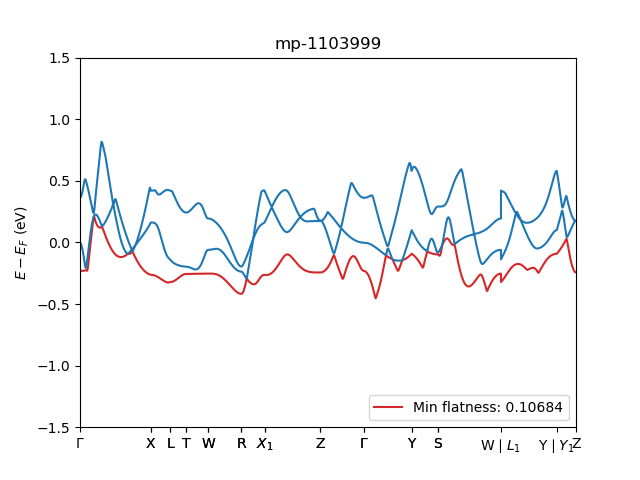 mp-1103999
E − E_F (eV)
1.5
1.0
0.5
0.0
−0.5
−1.0
−1.5
Min flatness: 0.10684
Γ X L T W R X₁ Z Γ Y S W | L₁ Y | Y₁ Z